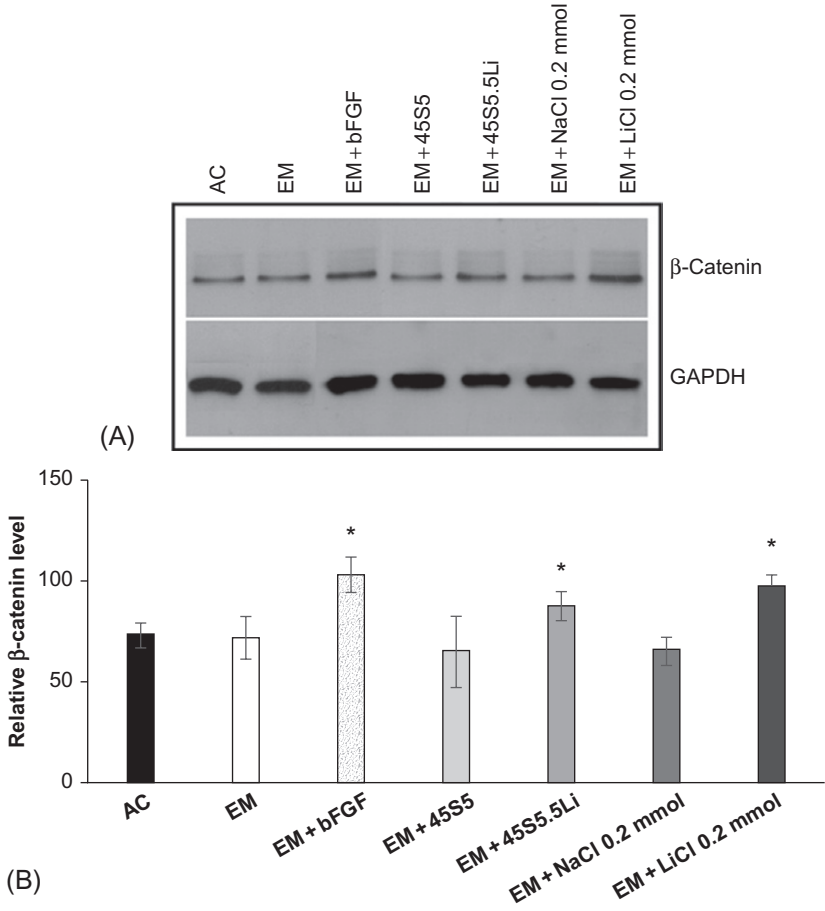 AC
EM
EM+bFGF
EM+45S5
EM+45S5.5Li
EM+NaCl 0.2 mmol
EM+LiCl 0.2 mmol
β-Catenin
GAPDH
(A)
150
100
50
0
Relative β-catenin level
*
*
*
AC
EM
EM+bFGF
EM+45S5
EM+45S5.5Li
EM+NaCl 0.2 mmol
EM+LiCl 0.2 mmol
(B)